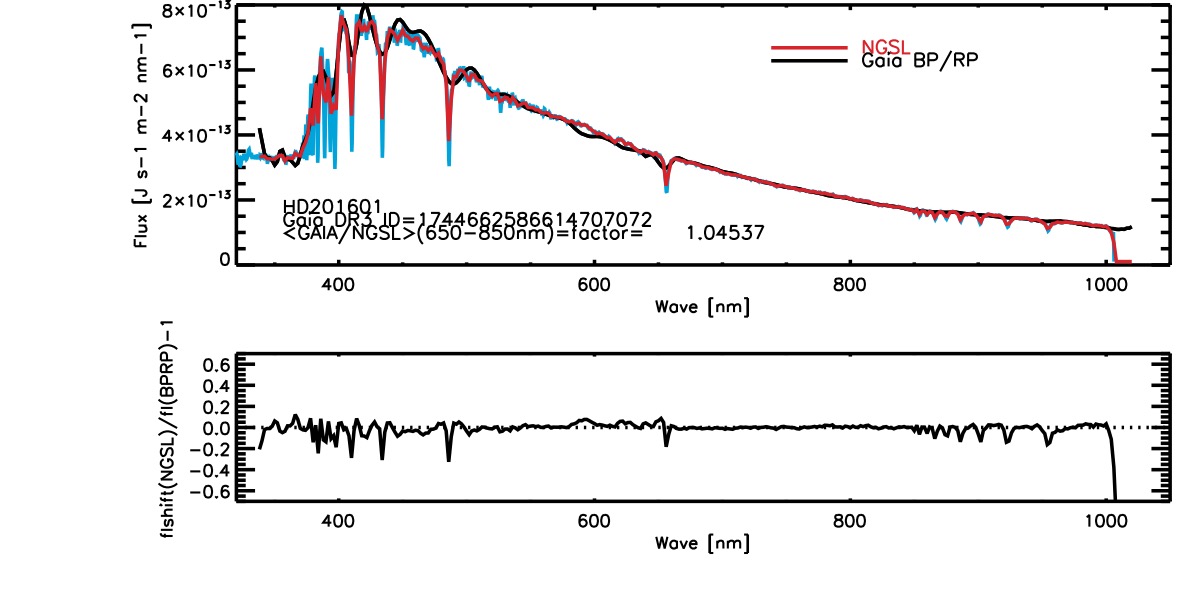 8×10−13
6×10−13
4×10−13
2×10−13
0
Flux [J s−1 m−2 nm−1]
NGSL
Gaia BP/RP
HD201601
Gaia DR3 ID=1744662586614707072
<GAIA/NGSL>(650−850nm)=factor= 1.04537
400 600 800 1000
Wave [nm]
flshift(NGSL)/fl(BPRP)−1
0.6
0.4
0.2
0.0
−0.2
−0.4
−0.6
400 600 800 1000
Wave [nm]